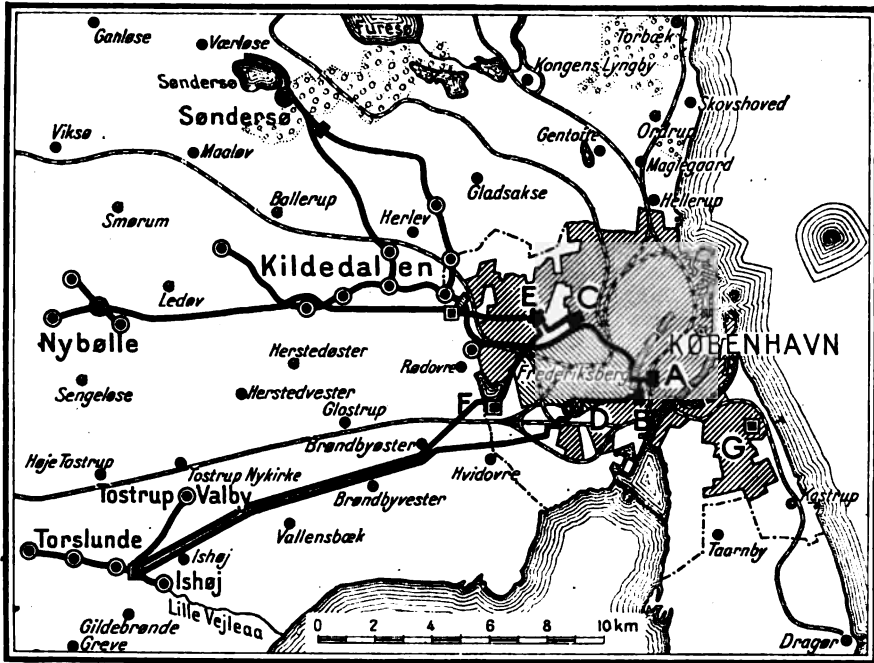 Ganløse
Værløse
Furesø
Torbæk
Kongens Lyngby
Søndersø
Søndersø
Skovshoved
Ordrup
Viksø
Maaløv
Gentofte
Maglegaard
Gladsakse
Hellerup
Smørum
Ballerup
Herlev
Kildedalen
Ledøv
E
C
Nybølle
KØBENHAVN
Herstedøster
Rødovre
Frederiksberg
A
Sengeløse
Herstedvester
F
Glostrup
D
B
Brøndbyøster
G
Høje Tostrup
Tostrup Nykirke
Hvidovre
Tostrup Valby
Brøndbyvester
Kastrup
Vallensbæk
Torslunde
Taarnby
Ishøj
Ishøj
Lille Vejleaa
Gildebrønde
0 2 4 6 8 10 km
Greve
Dragør